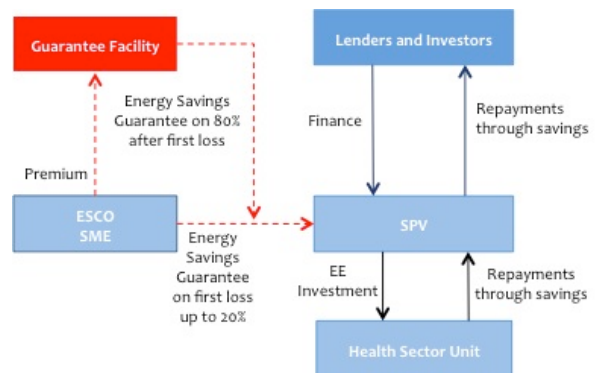 Guarantee Facility
Lenders and Investors
Energy Savings
Guarantee on 80%
after first loss
Finance
Repayments
through savings
Premium
ESCO
SME
SPV
Energy
Savings
Guarantee
on first loss
up to 20%
EE
Investment
Repayments
through savings
Health Sector Unit